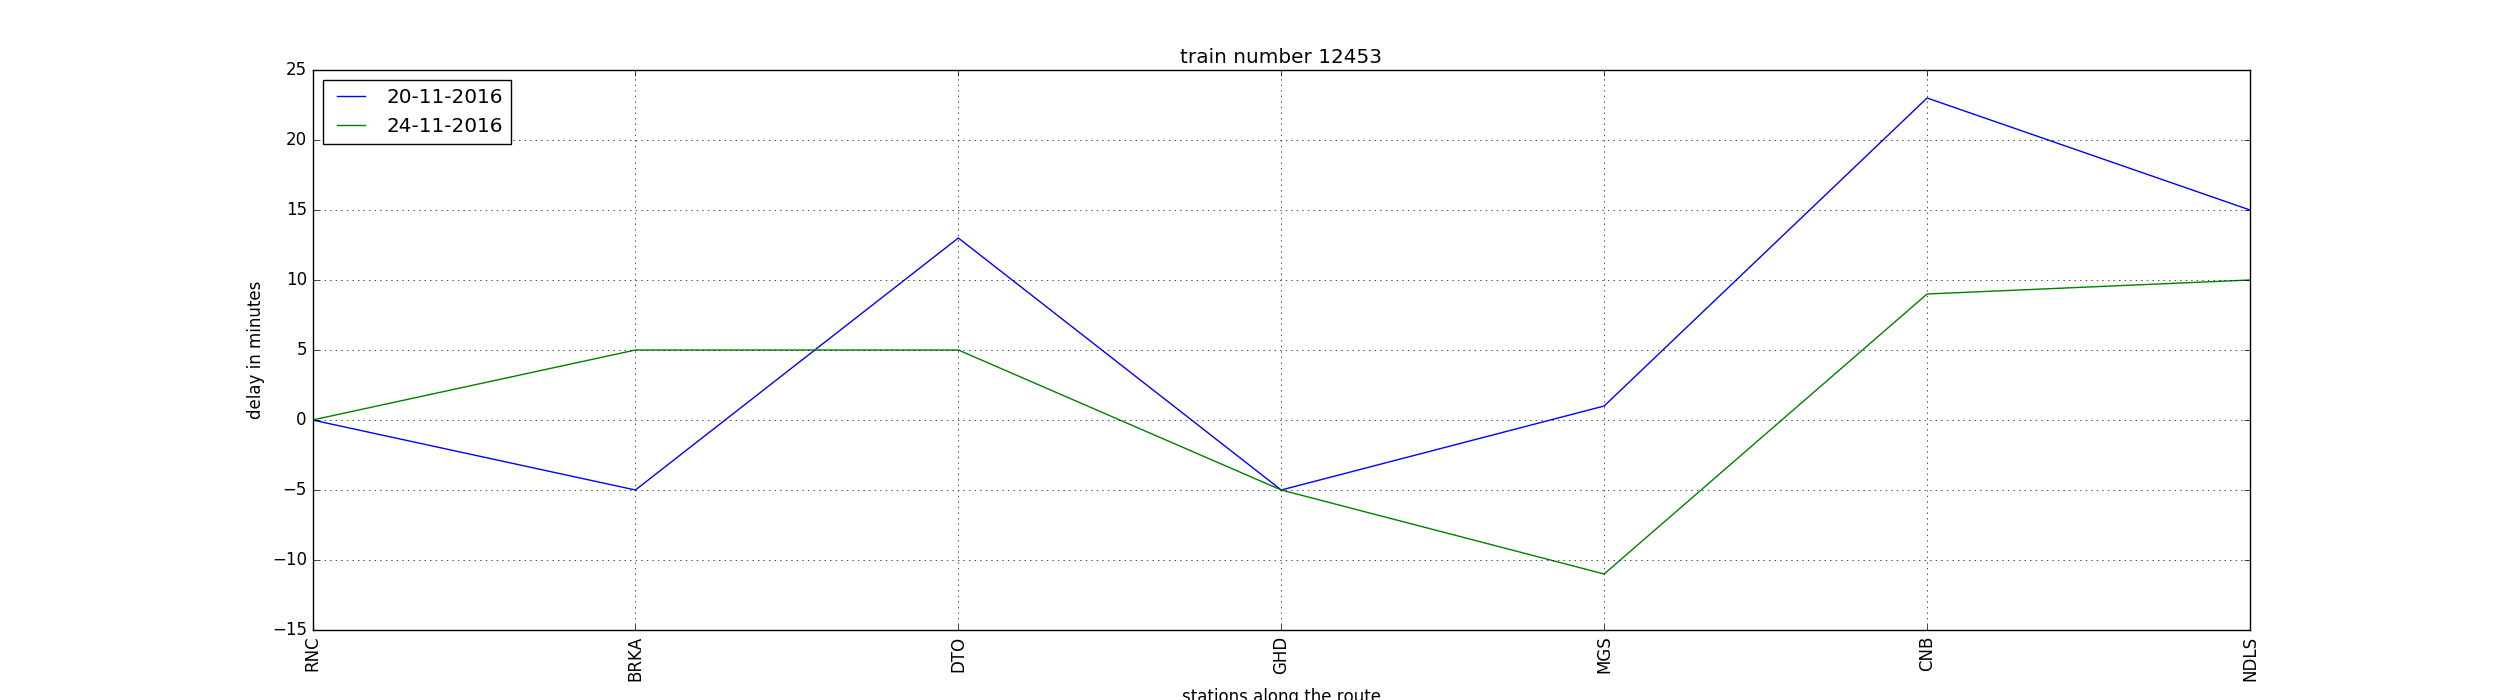 train number 12453
20-11-2016
24-11-2016
25
20
15
10
5
0
−5
−10
−15
delay in minutes
RNC
BRKA
DTO
GHD
MGS
CNB
NDLS
stations along the route